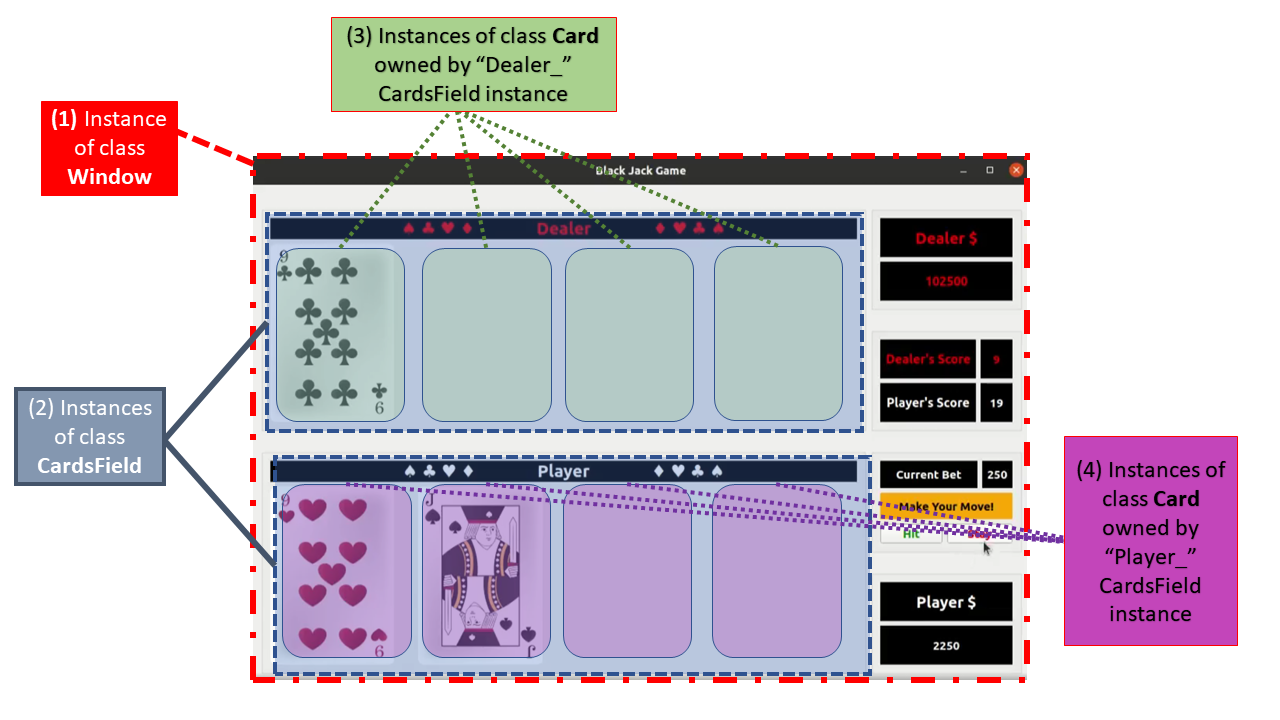 (3) Instances of class Card
owned by “Dealer_”
CardsField instance
(1) Instance
of class
Window
Black Jack Game
♠ ♣ ♥ ♦ Dealer ♦ ♥ ♣ ♠
Dealer $
102500
9
6
Dealer's Score 9
Player's Score 19
(2) Instances
of class
CardsField
♠ ♣ ♥ ♦ Player ♦ ♥ ♣ ♠
9
6
J
J
Current Bet 250
Make Your Move!
Hit Stay
Player $
2250
(4) Instances of
class Card
owned by
“Player_”
CardsField
instance